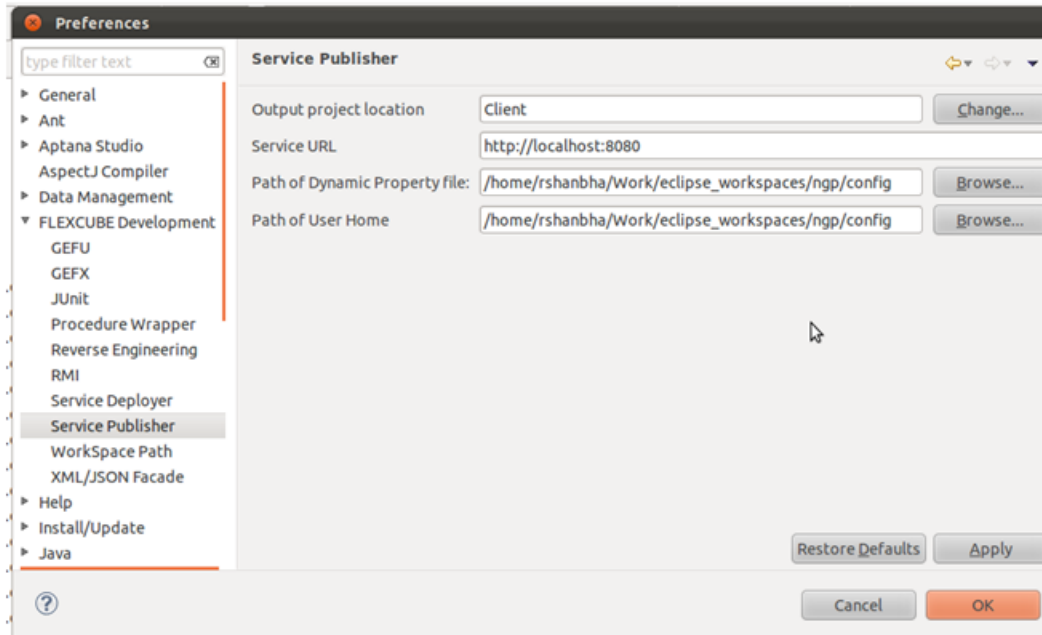 Preferences
type filter text
General
Ant
Aptana Studio
AspectJ Compiler
Data Management
FLEXCUBE Development
GEFU
GEFX
JUnit
Procedure Wrapper
Reverse Engineering
RMI
Service Deployer
Service Publisher
WorkSpace Path
XML/JSON Facade
Help
Install/Update
Java
Service Publisher
Output project location Client Change...
Service URL http://localhost:8080
Path of Dynamic Property file: /home/rshanbha/Work/eclipse_workspaces/ngp/config Browse...
Path of User Home /home/rshanbha/Work/eclipse_workspaces/ngp/config Browse...
Restore Defaults Apply
Cancel OK